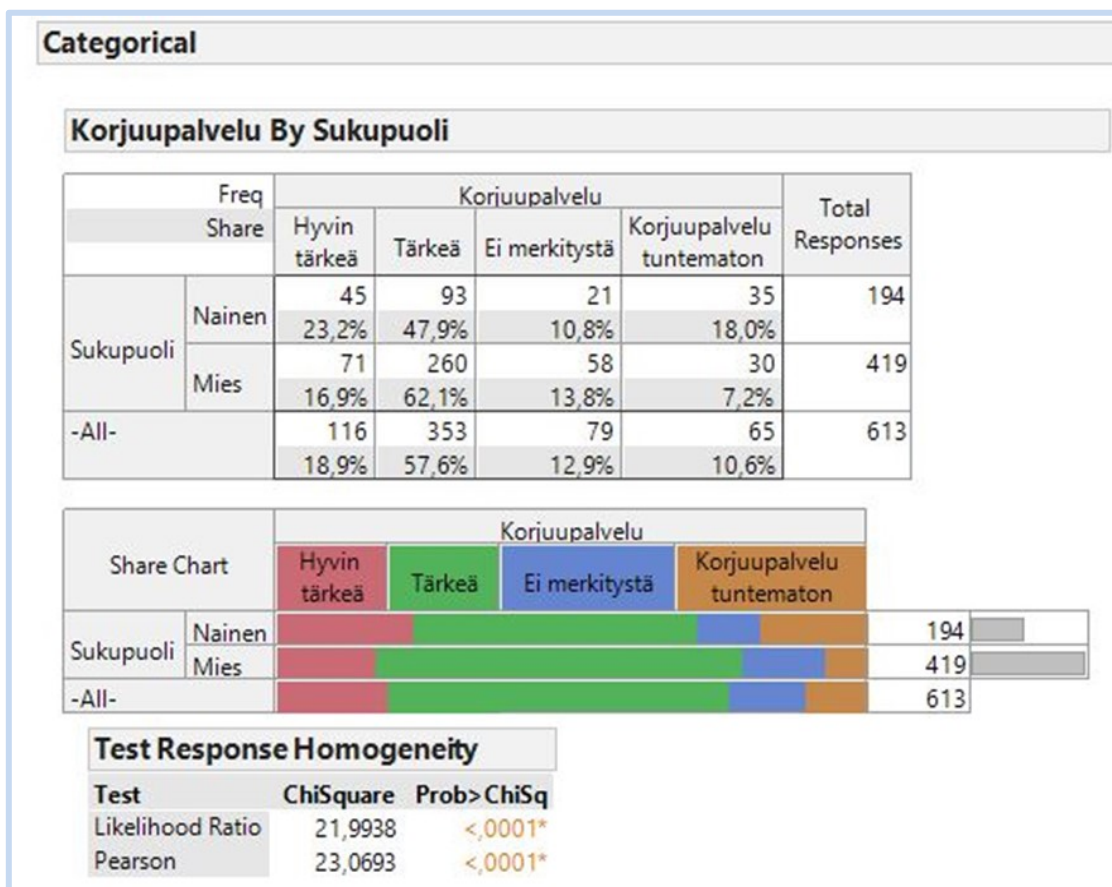 Categorical
Korjuupalvelu By Sukupuoli
Freq Korjuupalvelu Total Responses
Share Hyvin tärkeä Tärkeä Ei merkitystä Korjuupalvelu tuntematon
Sukupuoli Nainen 45 93 21 35 194
23,2% 47,9% 10,8% 18,0%
Mies 71 260 58 30 419
16,9% 62,1% 13,8% 7,2%
-All- 116 353 79 65 613
18,9% 57,6% 12,9% 10,6%
Share Chart Korjuupalvelu
Hyvin tärkeä Tärkeä Ei merkitystä Korjuupalvelu tuntematon
Sukupuoli Nainen 194
Mies 419
-All- 613
Test Response Homogeneity
Test ChiSquare Prob>ChiSq
Likelihood Ratio 21,9938 <,0001*
Pearson 23,0693 <,0001*